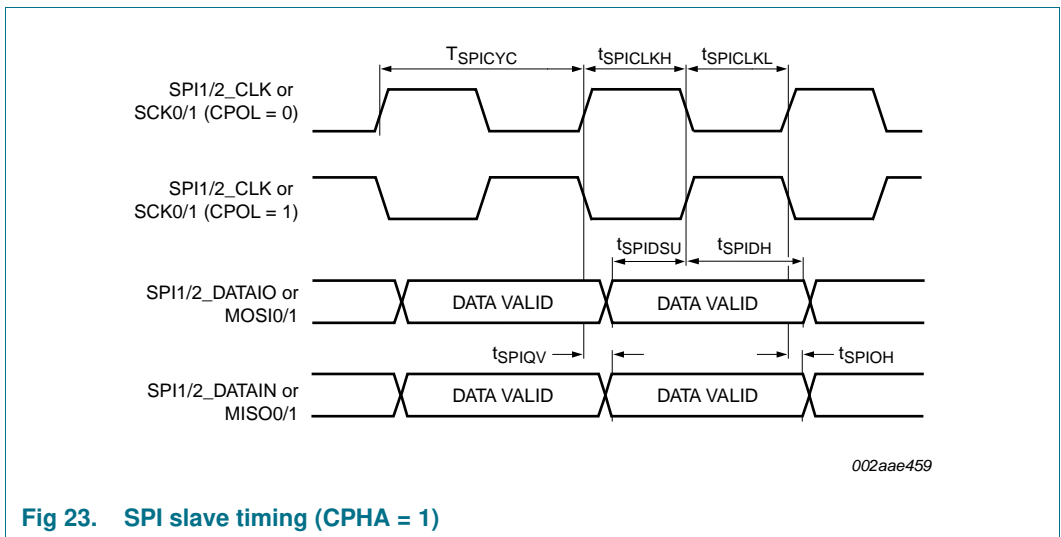 TSPICYC
tSPICLKH
tSPICLKL
SPI1/2_CLK or
SCK0/1 (CPOL = 0)
SPI1/2_CLK or
SCK0/1 (CPOL = 1)
tSPIDSU
tSPIDH
SPI1/2_DATAIO or
MOSI0/1
DATA VALID
DATA VALID
tSPIQV
tSPIOH
SPI1/2_DATAIN or
MISO0/1
DATA VALID
DATA VALID
002aae459
Fig 23. SPI slave timing (CPHA = 1)